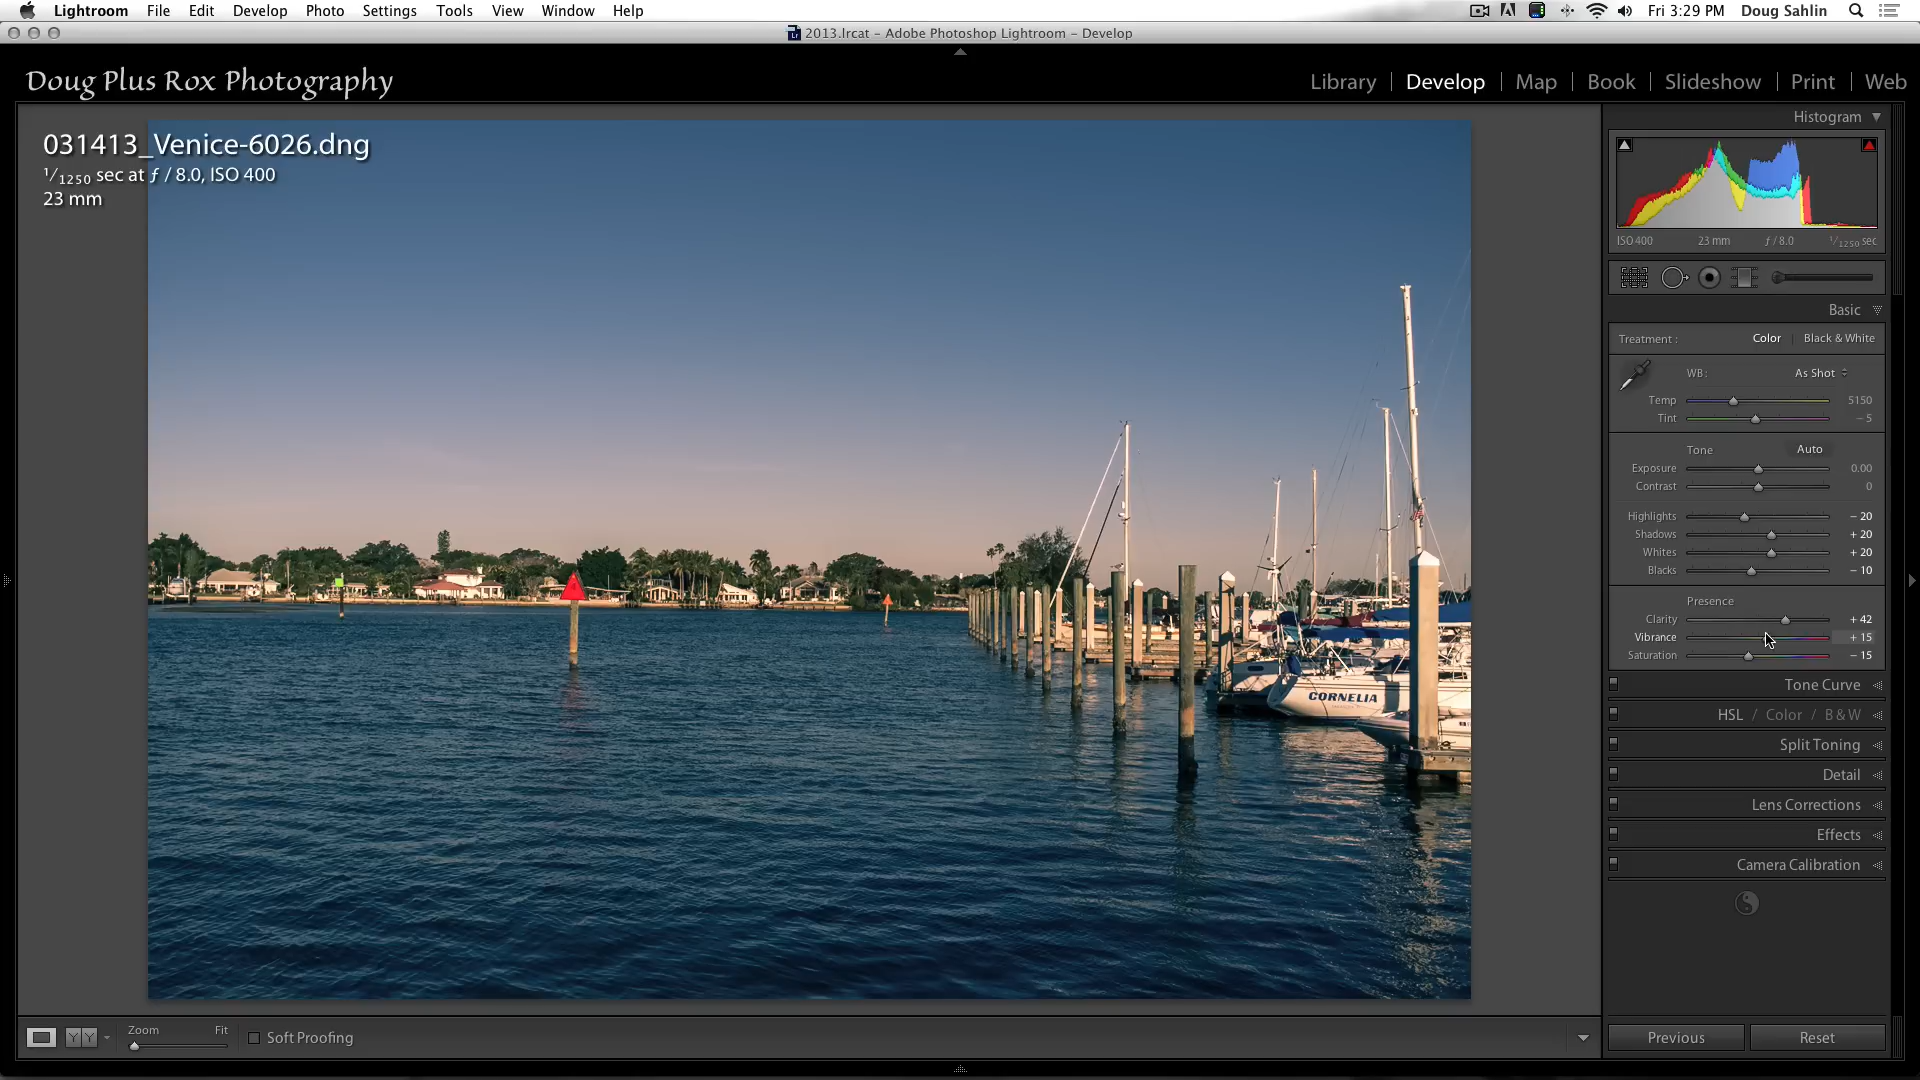 Lightroom File Edit Develop Photo Settings Tools View Window Help Fri 3:29 PM Doug Sahlin
2013.lrcat - Adobe Photoshop Lightroom - Develop
Doug Plus Rox Photography
Library | Develop | Map | Book | Slideshow | Print | Web
031413_Venice-6026.dng
1/1250 sec at ƒ / 8.0, ISO 400
23 mm
CORNELIA
Histogram
ISO 400 23 mm ƒ / 8.0 1/1250 sec
Basic
Treatment : Color | Black & White
WB : As Shot
Temp 5150
Tint - 5
Tone Auto
Exposure 0.00
Contrast 0
Highlights - 20
Shadows + 20
Whites + 20
Blacks - 10
Presence
Clarity + 42
Vibrance + 15
Saturation - 15
Tone Curve
HSL / Color / B & W
Split Toning
Detail
Lens Corrections
Effects
Camera Calibration
YY Zoom Fit Soft Proofing
Previous Reset